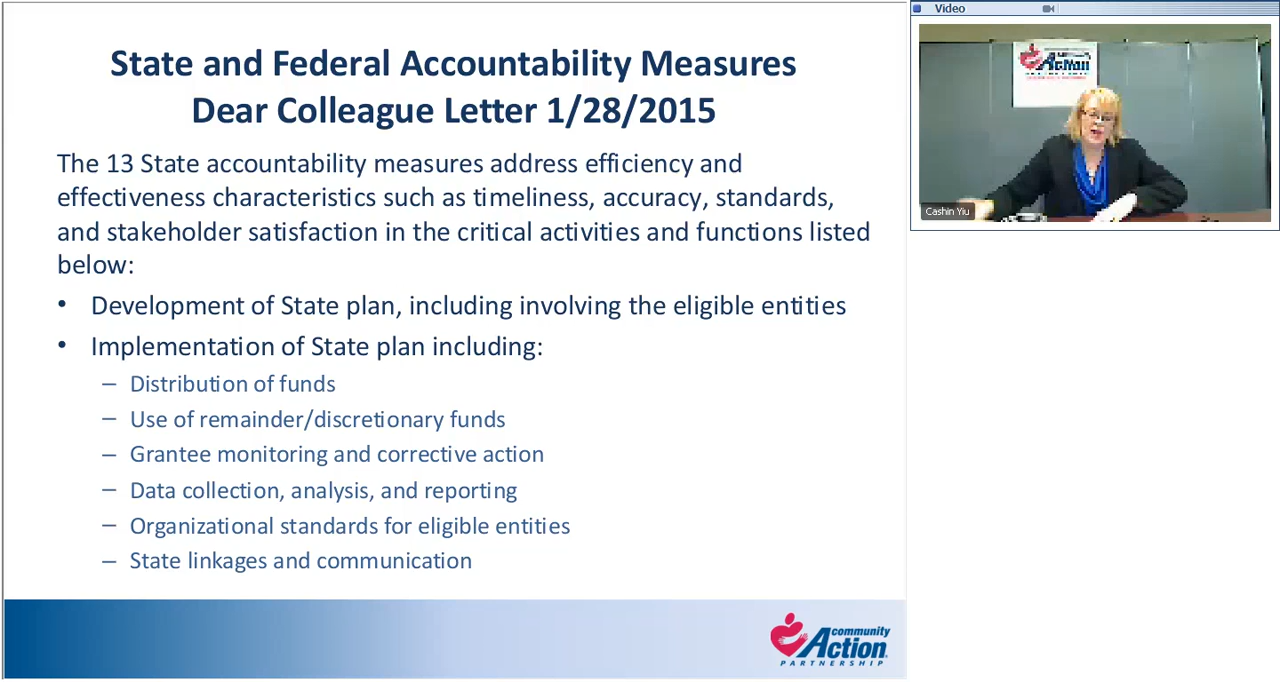 State and Federal Accountability Measures
Dear Colleague Letter 1/28/2015
The 13 State accountability measures address efficiency and
effectiveness characteristics such as timeliness, accuracy, standards,
and stakeholder satisfaction in the critical activities and functions listed
below:
• Development of State plan, including involving the eligible entities
• Implementation of State plan including:
– Distribution of funds
– Use of remainder/discretionary funds
– Grantee monitoring and corrective action
– Data collection, analysis, and reporting
– Organizational standards for eligible entities
– State linkages and communication
community
Action
PARTNERSHIP
Video
Action
Cashin Yiu